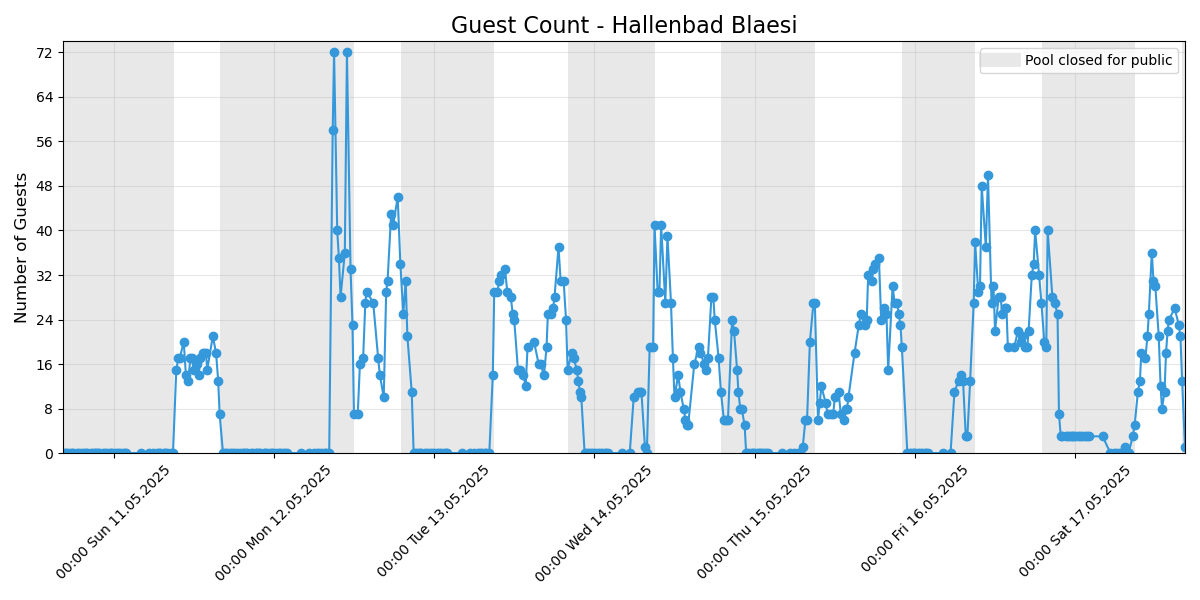 Guest Count - Hallenbad Blaesi
Pool closed for public
Number of Guests
72
64
56
48
40
32
24
16
8
0
00:00 Sun 11.05.2025
00:00 Mon 12.05.2025
00:00 Tue 13.05.2025
00:00 Wed 14.05.2025
00:00 Thu 15.05.2025
00:00 Fri 16.05.2025
00:00 Sat 17.05.2025